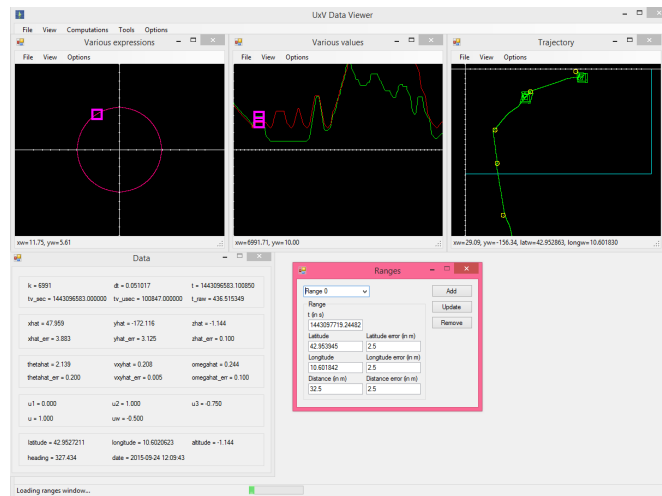 UxV Data Viewer
File View Computations Tools Options
Various expressions
File View Options
xw=11.75, yw=5.61
Various values
File View Options
xw=6991.71, yw=10.00
Trajectory
File View Options
xw=29.09, yw=-156.34, latw=42.952863, longw=10.601830
Data
k = 6991 dt = 0.051017 t = 1443096583.100850
tv_sec = 1443096583.000000 tv_usec = 100847.000000 t_raw = 436.515349
xhat = 47.959 yhat = -172.116 zhat = -1.144
xhat_err = 3.883 yhat_err = 3.125 zhat_err = 0.100
thetahat = 2.139 vxyhat = 0.208 omegahat = 0.244
thetahat_err = 0.200 vxyhat_err = 0.005 omegahat_err = 0.100
u1 = 0.000 u2 = 1.000 u3 = -0.750
u = 1.000 uw = -0.500
latitude = 42.9527211 longitude = 10.6020623 altitude = -1.144
heading = 327.434 date = 2015-09-24 12:09:43
Ranges
Range 0 Add
Range Update
t (in s)
1443097719.24482 Remove
Latitude Latitude error (in m)
42.953945 2.5
Longitude Longitude error (in m)
10.601842 2.5
Distance (in m) Distance error (in m)
32.5 2.5
Loading ranges window...